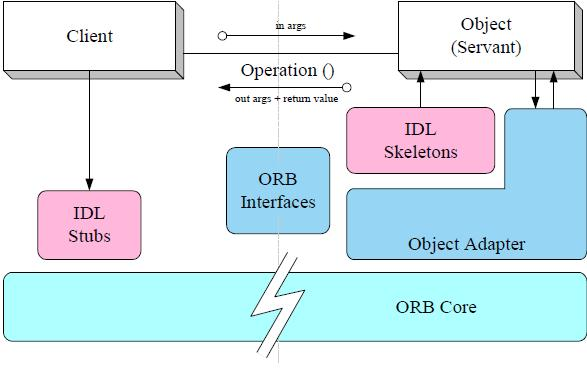 Client
in args
Object
(Servant)
Operation ()
out args + return value
IDL
Skeletons
ORB
Interfaces
IDL
Stubs
Object Adapter
ORB Core